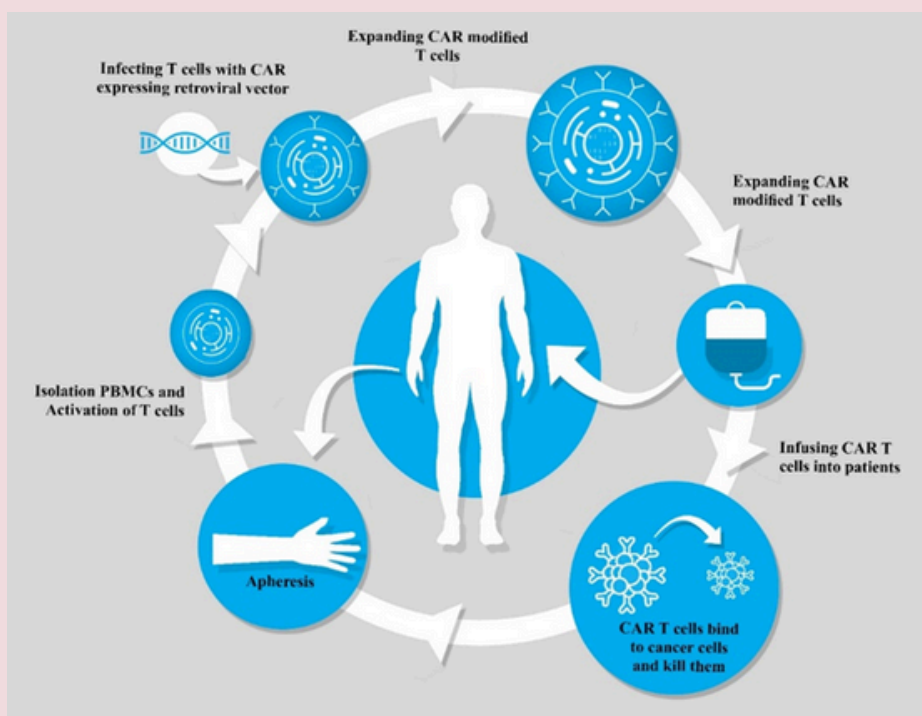 Expanding CAR modified
T cells
Infecting T cells with CAR
expressing retroviral vector
Expanding CAR
modified T cells
Isolation PBMCs and
Activation of T cells
Infusing CAR T
cells into patients
Apheresis
CAR T cells bind
to cancer cells
and kill them